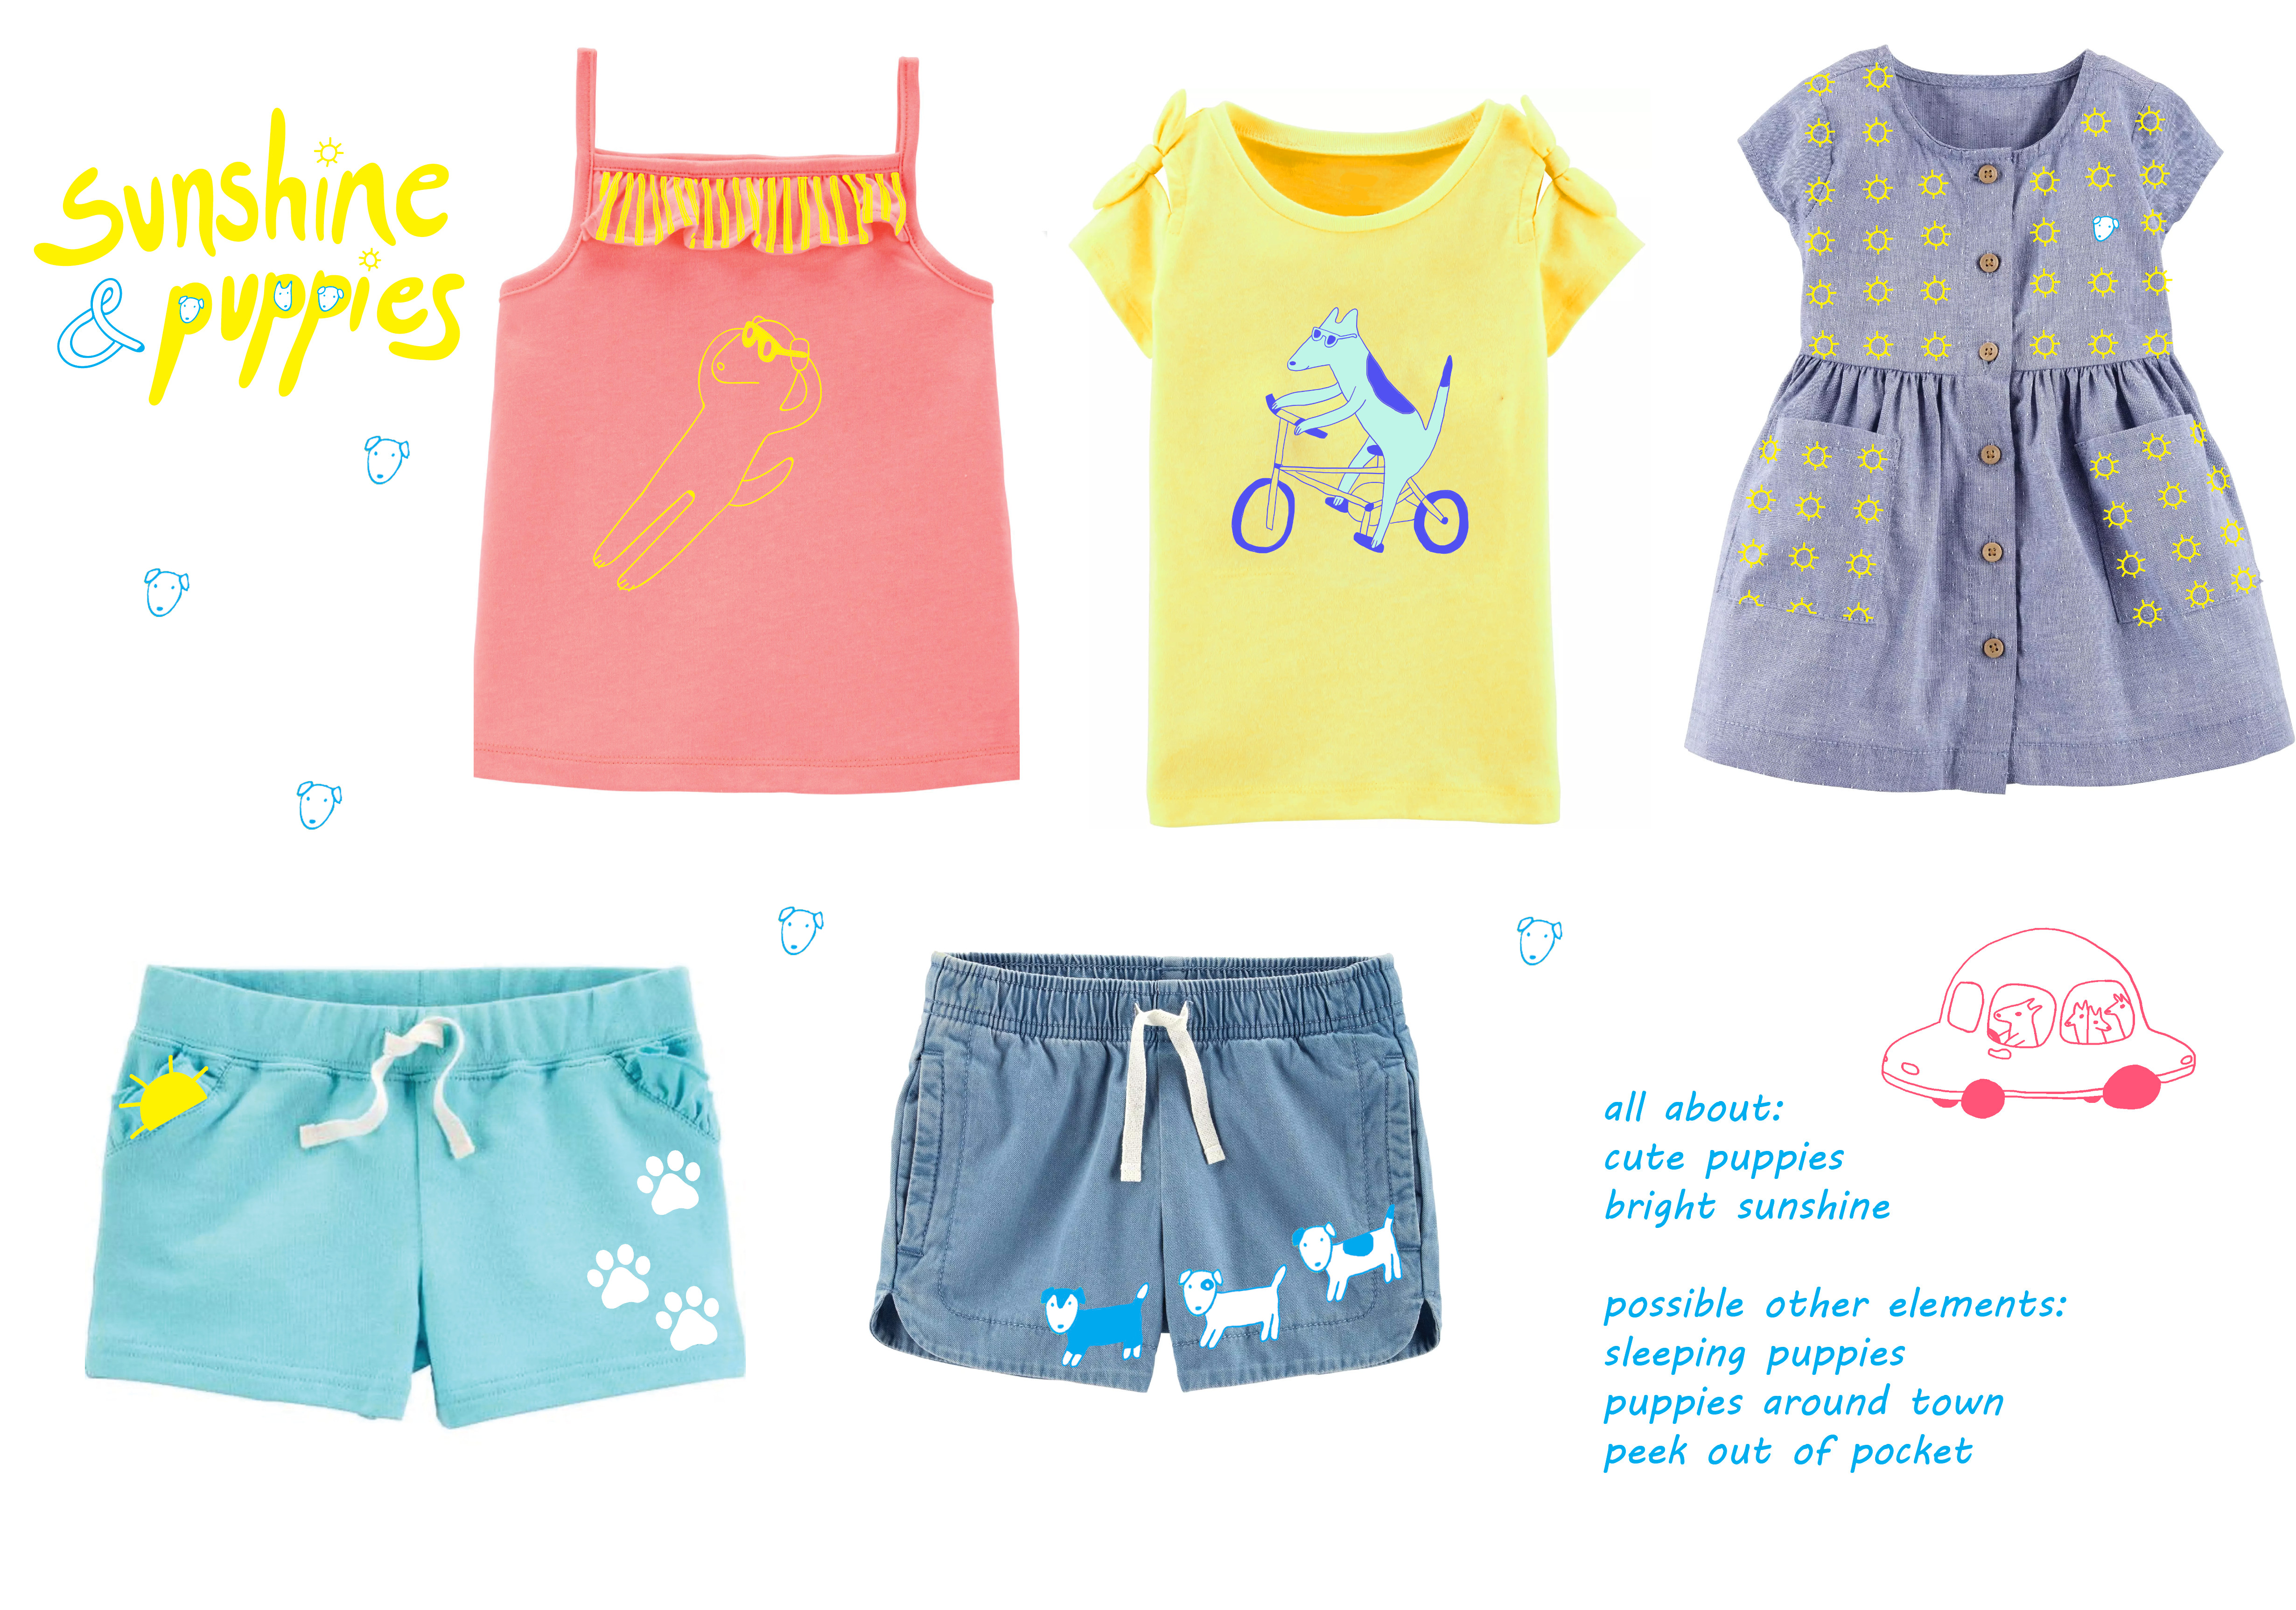 sunshine
& puppies
all about:
cute puppies
bright sunshine
possible other elements:
sleeping puppies
puppies around town
peek out of pocket